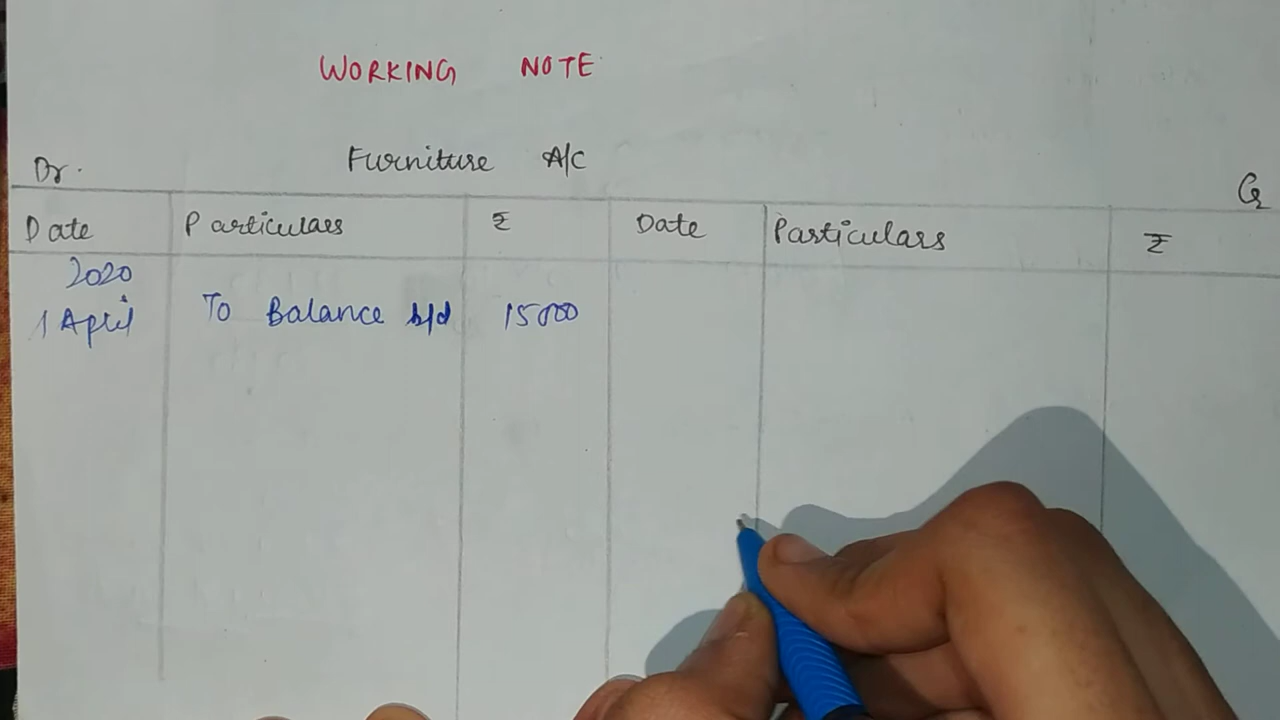 WORKING NOTE
Furniture A/C
Dr.
Cr
Date Particulars ₹ Date Particulars ₹
2020
1 April To Balance b/d 15000